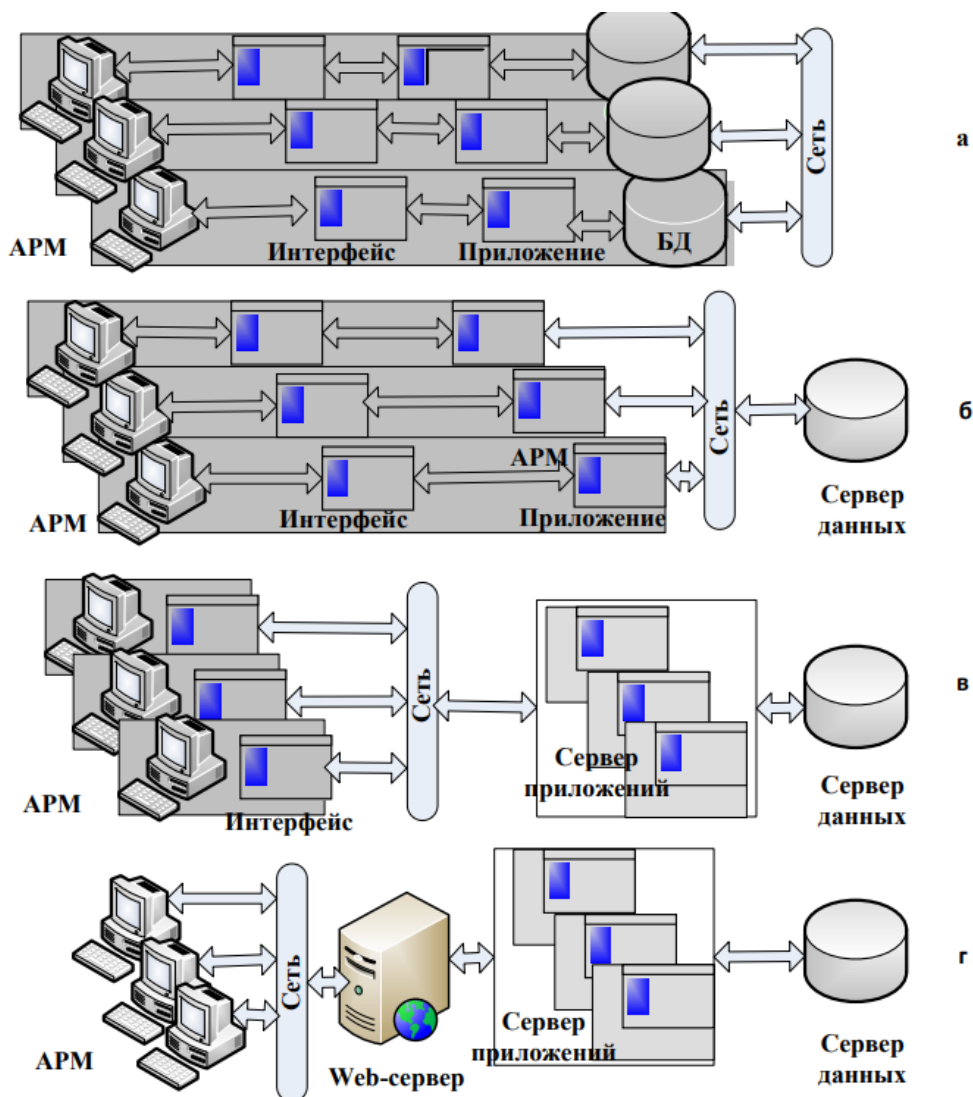 а
Сеть
АРМ
Интерфейс
Приложение
БД
б
Сеть
АРМ
АРМ
Интерфейс
Приложение
Сервер
данных
в
Сеть
АРМ
Интерфейс
Сервер
приложений
Сервер
данных
г
Сеть
АРМ
Web-сервер
Сервер
приложений
Сервер
данных